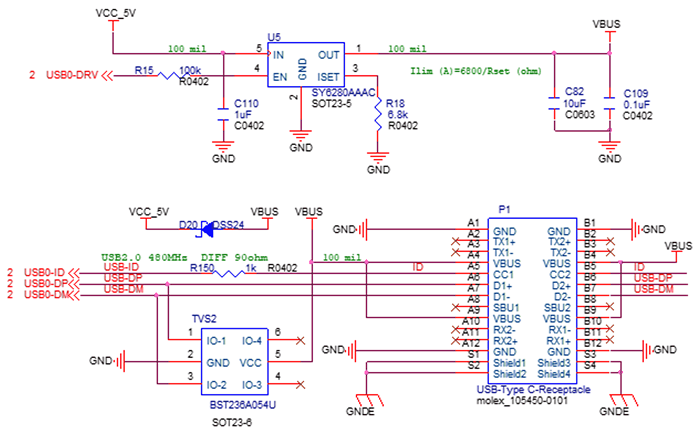 VCC_5V
VBUS
U5
100 mil 5 IN OUT 1 100 mil
2 USB0-DRV R15 100k 4 EN ISET 3 Ilim (A)=6800/Rset (ohm)
R0402
GND
C110
1uF
C0402
2
SY6280AAAC
SOT23-5
R18
6.8k
R0402
C82
10uF
C0603
C109
0.1uF
C0402
GND
GND
GND
GND
VCC_5V
VBUS
VBUS
D20 D-DSS24
USB2.0 480MHz DIFF 90ohm
100 mil
2 USB0-ID USB-ID R150 1k R0402 ID
2 USB0-DP USB-DP
2 USB0-DM USB-DM
TVS2
1 IO-1 IO-4 6
GND 2 GND VCC 5
3 IO-2 IO-3 4
BST236A054U
SOT23-6
P1
GND A1 GND GND B1 GND
A2 TX1+ TX2+ B2
A3 TX1- TX2- B3
A4 VBUS VBUS B4 VBUS
A5 CC1 CC2 B5 ID
A6 D1+ D2+ B6 USB-DP
A7 D1- D2- B7 USB-DM
A8 SBU1 SBU2 B8
A9 VBUS VBUS B9
A10 RX2- RX1- B10
A11 RX2+ RX1+ B11
GND A12 GND GND B12 GND
S1 Shield1 Shield3 S3
S2 Shield2 Shield4 S4
USB-Type C-Receptacle
molex_105450-0101
GNDE
GNDE